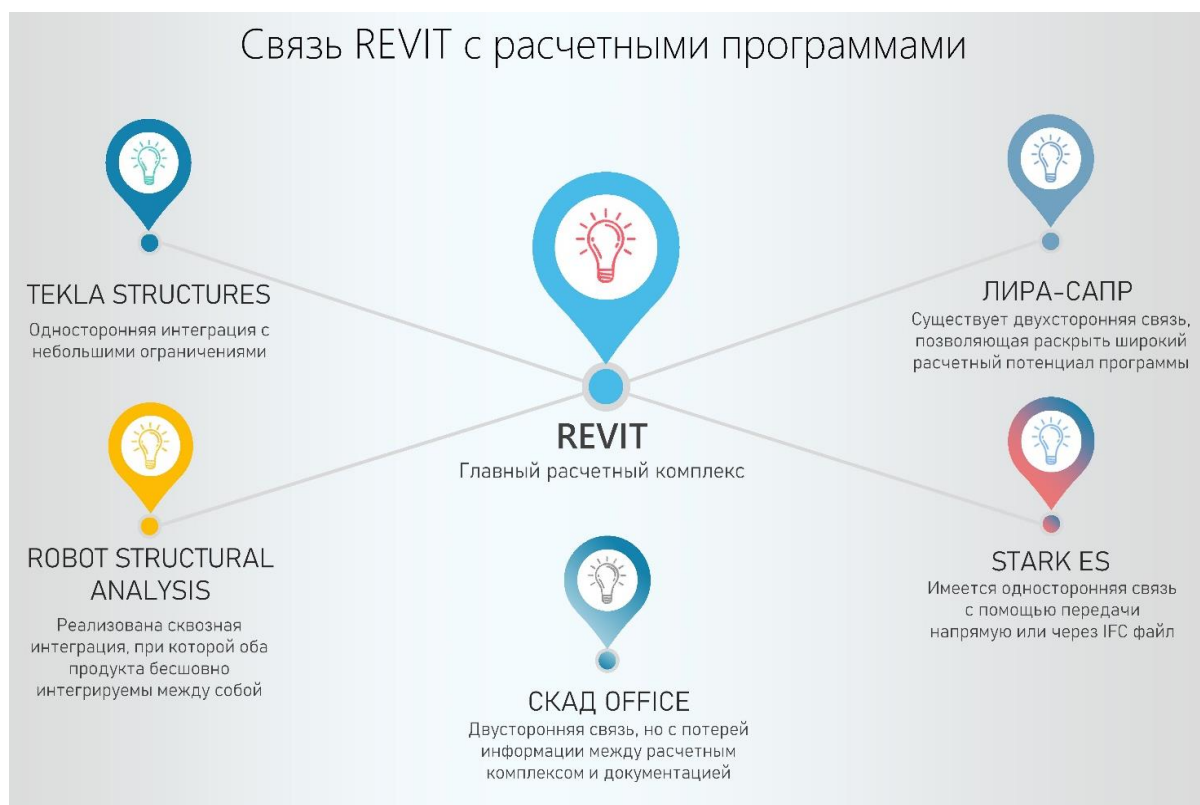 Связь REVIT с расчетными программами
TEKLA STRUCTURES
Односторонняя интеграция с
небольшими ограничениями
ЛИРА-САПР
Существует двухсторонняя связь,
позволяющая раскрыть широкий
расчетный потенциал программы
REVIT
Главный расчетный комплекс
ROBOT STRUCTURAL
ANALYSIS
Реализована сквозная
интеграция, при которой оба
продукта бесшовно
интегрируемы между собой
СКАД OFFICE
Двусторонняя связь, но с потерей
информации между расчетным
комплексом и документацией
STARK ES
Имеется односторонняя связь
с помощью передачи
напрямую или через IFC файл